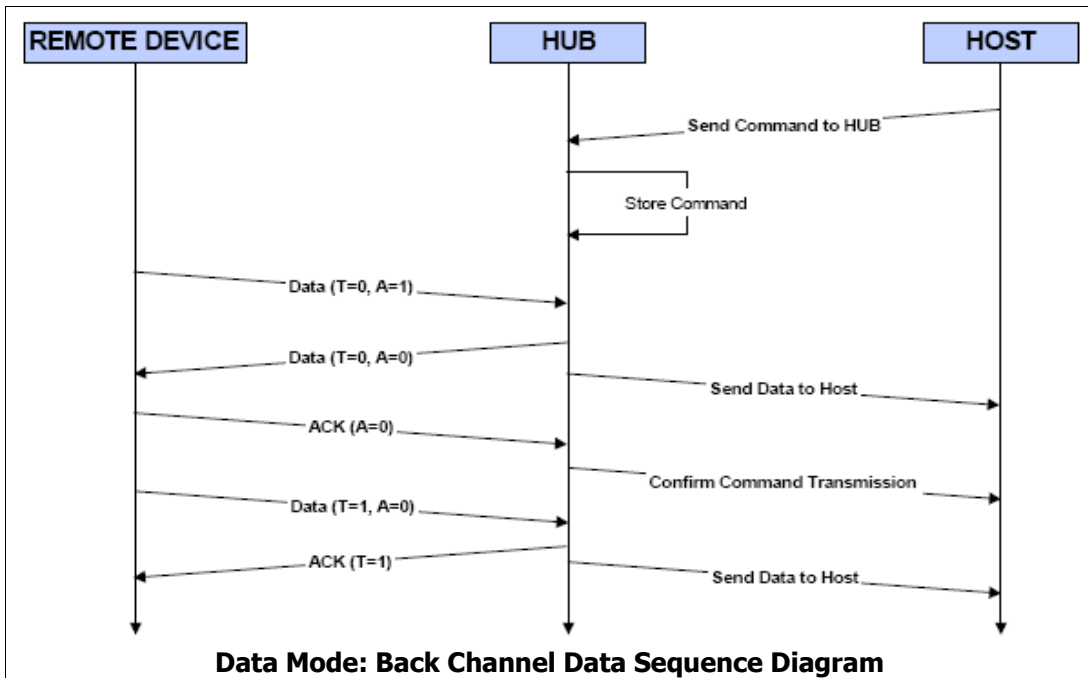 REMOTE DEVICE
HUB
HOST
Send Command to HUB
Store Command
Data (T=0, A=1)
Data (T=0, A=0)
Send Data to Host
ACK (A=0)
Confirm Command Transmission
Data (T=1, A=0)
ACK (T=1)
Send Data to Host
Data Mode: Back Channel Data Sequence Diagram